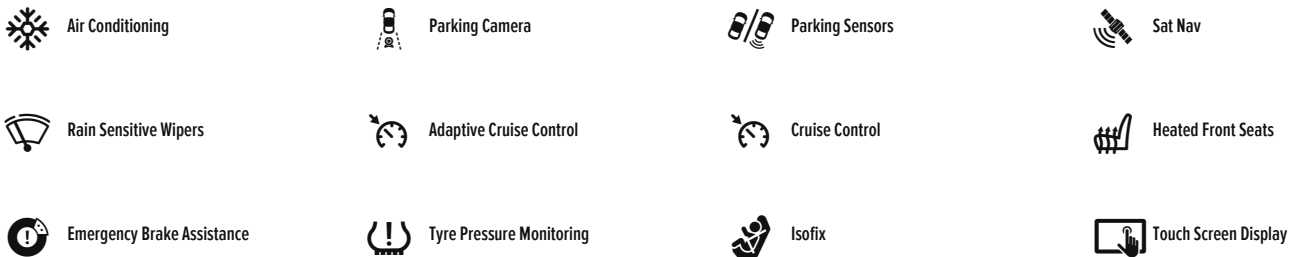 Air Conditioning
Parking Camera
Parking Sensors
Sat Nav
Rain Sensitive Wipers
Adaptive Cruise Control
Cruise Control
Heated Front Seats
Emergency Brake Assistance
Tyre Pressure Monitoring
Isofix
Touch Screen Display